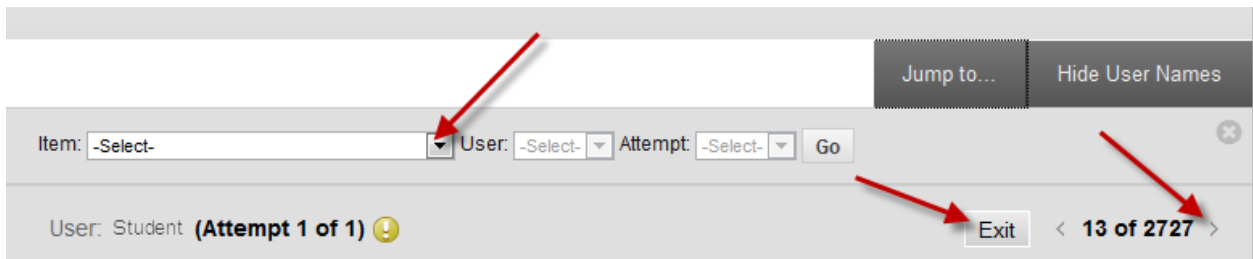 Jump to... Hide User Names
Item: -Select- User: -Select- Attempt: -Select- Go
User: Student (Attempt 1 of 1) Exit < 13 of 2727 >